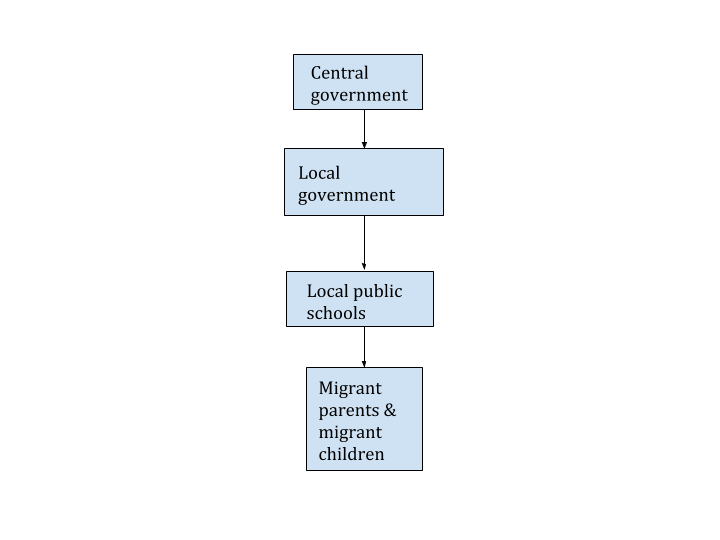 Central
government
Local
government
Local public
schools
Migrant
parents &
migrant
children